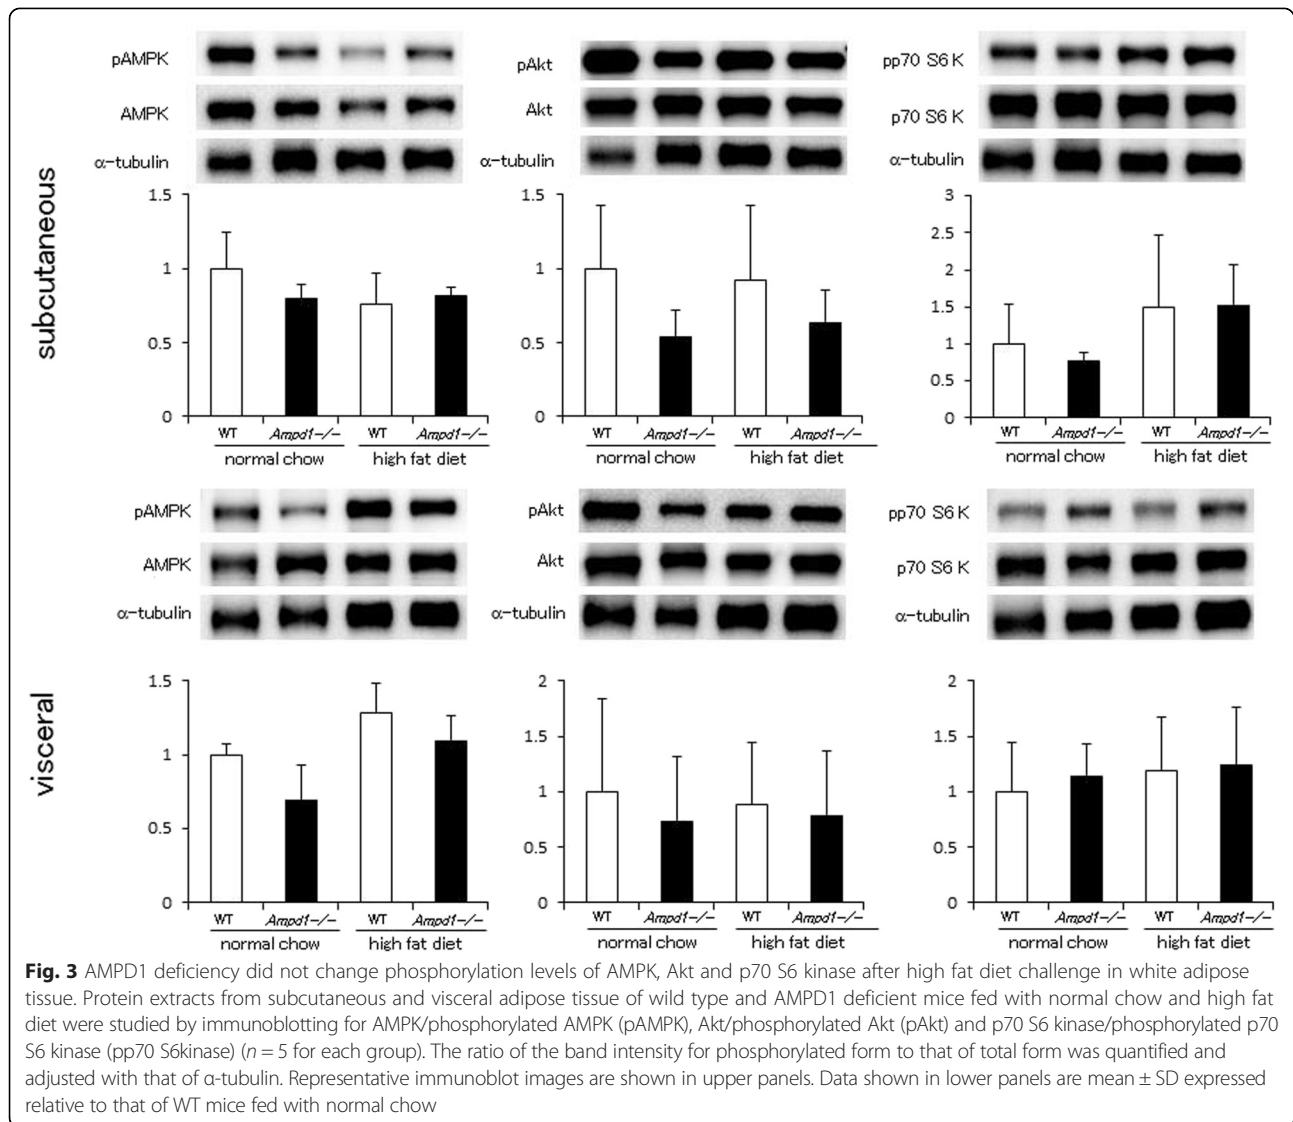 pAMPK
AMPK
α-tubulin
pAkt
Akt
α-tubulin
pp70 S6 K
p70 S6 K
α-tubulin
subcutaneous
1.5
1
0.5
0
WT Ampd1-/- WT Ampd1-/-
normal chow high fat diet
1.5
1
0.5
0
WT Ampd1-/- WT Ampd1-/-
normal chow high fat diet
3
2.5
2
1.5
1
0.5
0
WT Ampd1-/- WT Ampd1-/-
normal chow high fat diet
pAMPK
AMPK
α-tubulin
pAkt
Akt
α-tubulin
pp70 S6 K
p70 S6 K
α-tubulin
visceral
1.5
1
0.5
0
WT Ampd1-/- WT Ampd1-/-
normal chow high fat diet
2
1.5
1
0.5
0
WT Ampd1-/- WT Ampd1-/-
normal chow high fat diet
2
1.5
1
0.5
0
WT Ampd1-/- WT Ampd1-/-
normal chow high fat diet
Fig. 3 AMPD1 deficiency did not change phosphorylation levels of AMPK, Akt and p70 S6 kinase after high fat diet challenge in white adipose
tissue. Protein extracts from subcutaneous and visceral adipose tissue of wild type and AMPD1 deficient mice fed with normal chow and high fat
diet were studied by immunoblotting for AMPK/phosphorylated AMPK (pAMPK), Akt/phosphorylated Akt (pAkt) and p70 S6 kinase/phosphorylated p70
S6 kinase (pp70 S6kinase) (n = 5 for each group). The ratio of the band intensity for phosphorylated form to that of total form was quantified and
adjusted with that of α-tubulin. Representative immunoblot images are shown in upper panels. Data shown in lower panels are mean ± SD expressed
relative to that of WT mice fed with normal chow